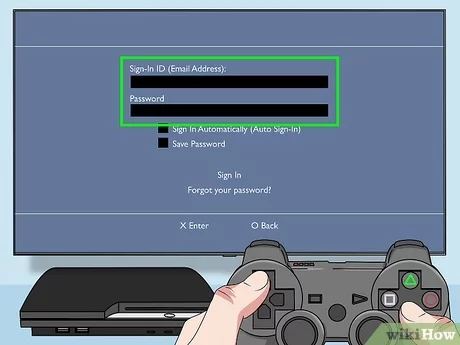 Sign-In ID (Email Address):
Password
Sign In Automatically (Auto Sign-In)
Save Password
Sign In
Forgot your password?
X Enter
O Back
wikiHow